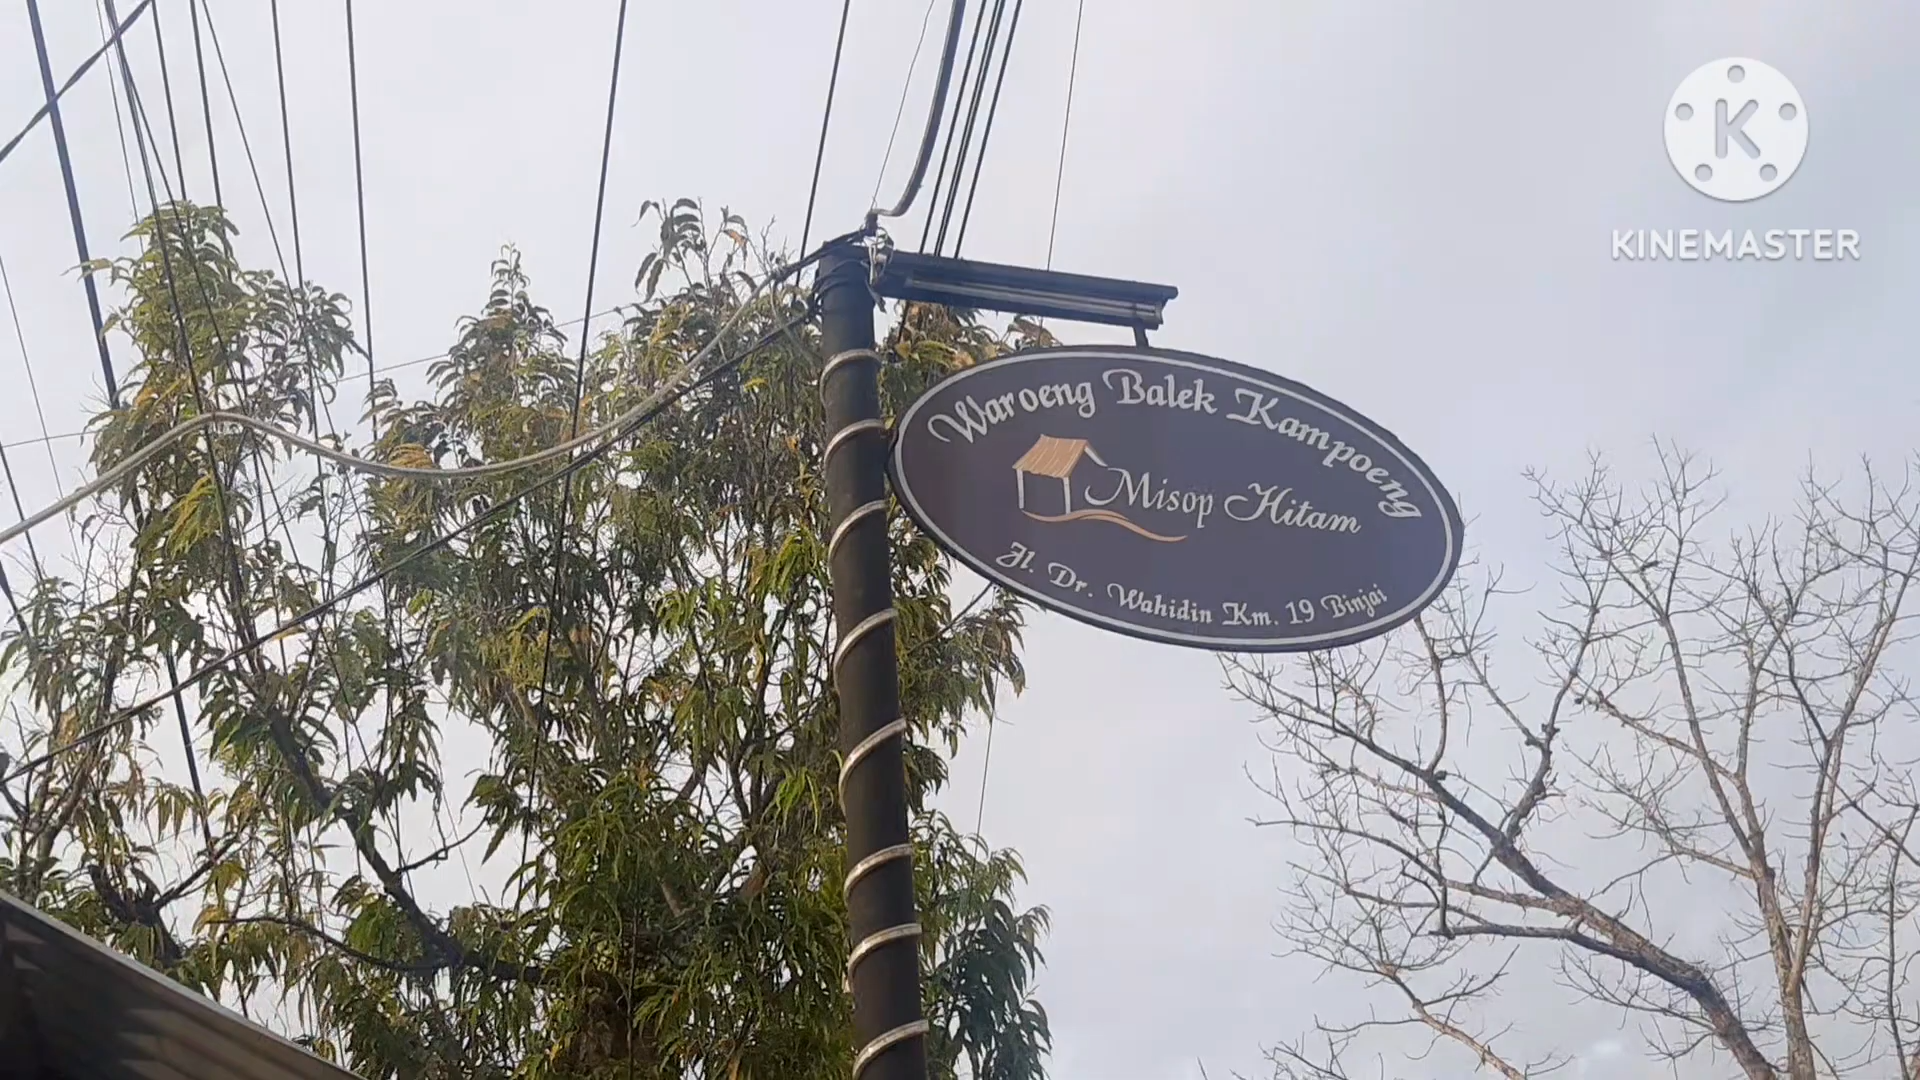 Waroeng Balek Kampoeng
Misop Hitam
Jl. Dr. Wahidin Km. 19 Binjai
K
KINEMASTER